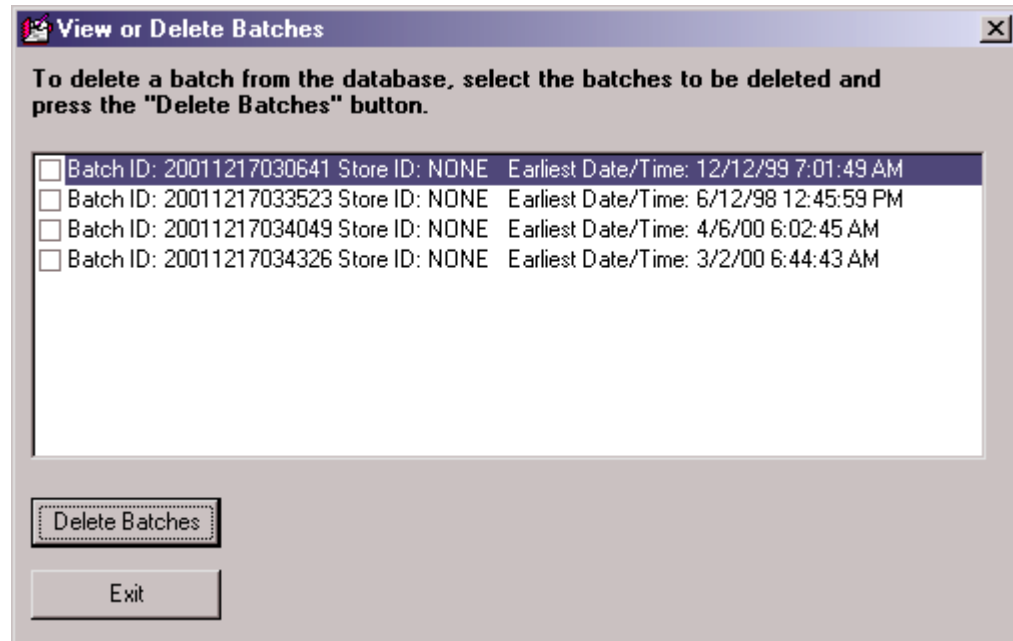 View or Delete Batches
To delete a batch from the database, select the batches to be deleted and
press the "Delete Batches" button.
Batch ID: 20011217030641 Store ID: NONE Earliest Date/Time: 12/12/99 7:01:49 AM
Batch ID: 20011217033523 Store ID: NONE Earliest Date/Time: 6/12/98 12:45:59 PM
Batch ID: 20011217034049 Store ID: NONE Earliest Date/Time: 4/6/00 6:02:45 AM
Batch ID: 20011217034326 Store ID: NONE Earliest Date/Time: 3/2/00 6:44:43 AM
Delete Batches
Exit